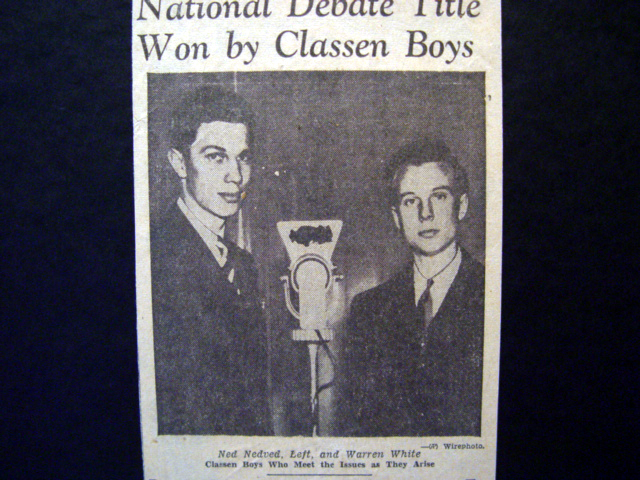 National Debate Title
Won by Classen Boys
Wirephoto.
Ned Nedved, Left, and Warren White
Classen Boys Who Meet the Issues as They Arise